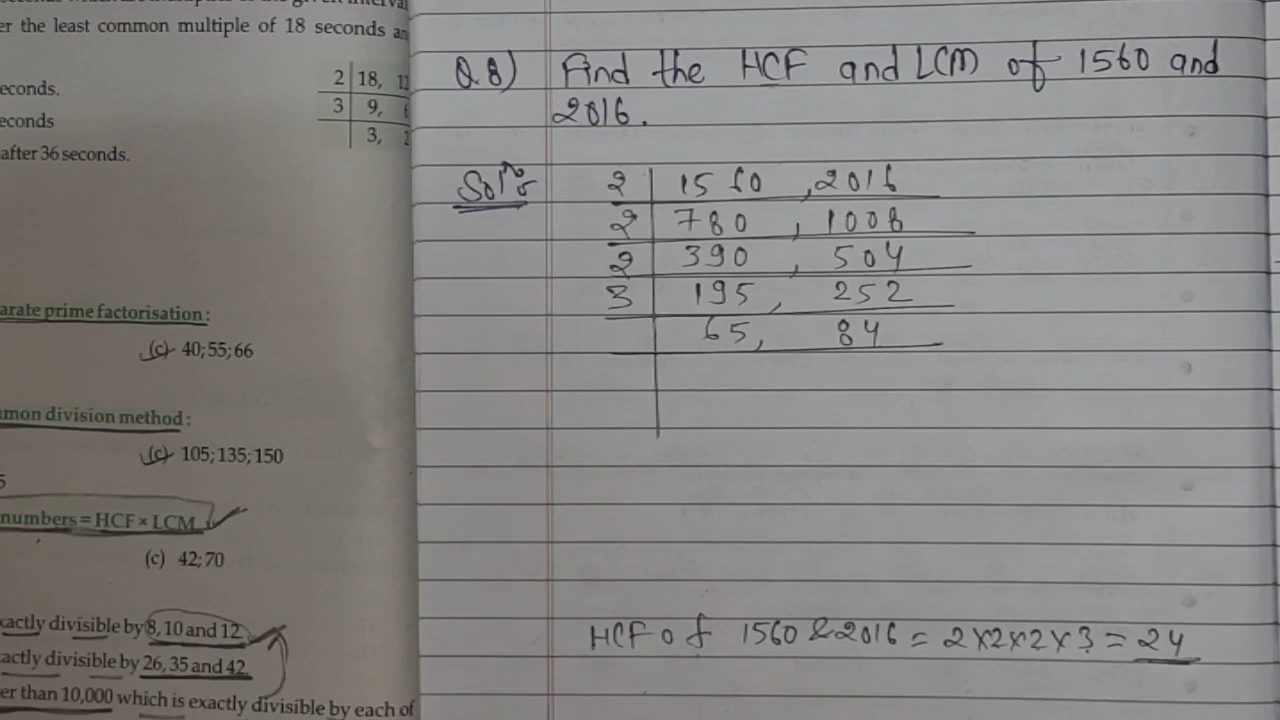 er the least common multiple of 18 seconds
econds.
econds
after 36 seconds.
2 18,
3 9,
3,
arate prime factorisation :
(c) 40; 55; 66
mon division method :
(c) 105; 135; 150
5
numbers = HCF × LCM
(c) 42; 70
xactly divisible by 8, 10 and 12
actly divisible by 26, 35 and 42.
er than 10,000 which is exactly divisible by each of
Q.8) Find the HCF and LCM of 1560 and
2016.
Solⁿ
2 1560 , 2016
2 780 , 1008
2 390 , 504
3 195 , 252
65, 84
HCF of 1560 & 2016 = 2×2×2×3 = 24